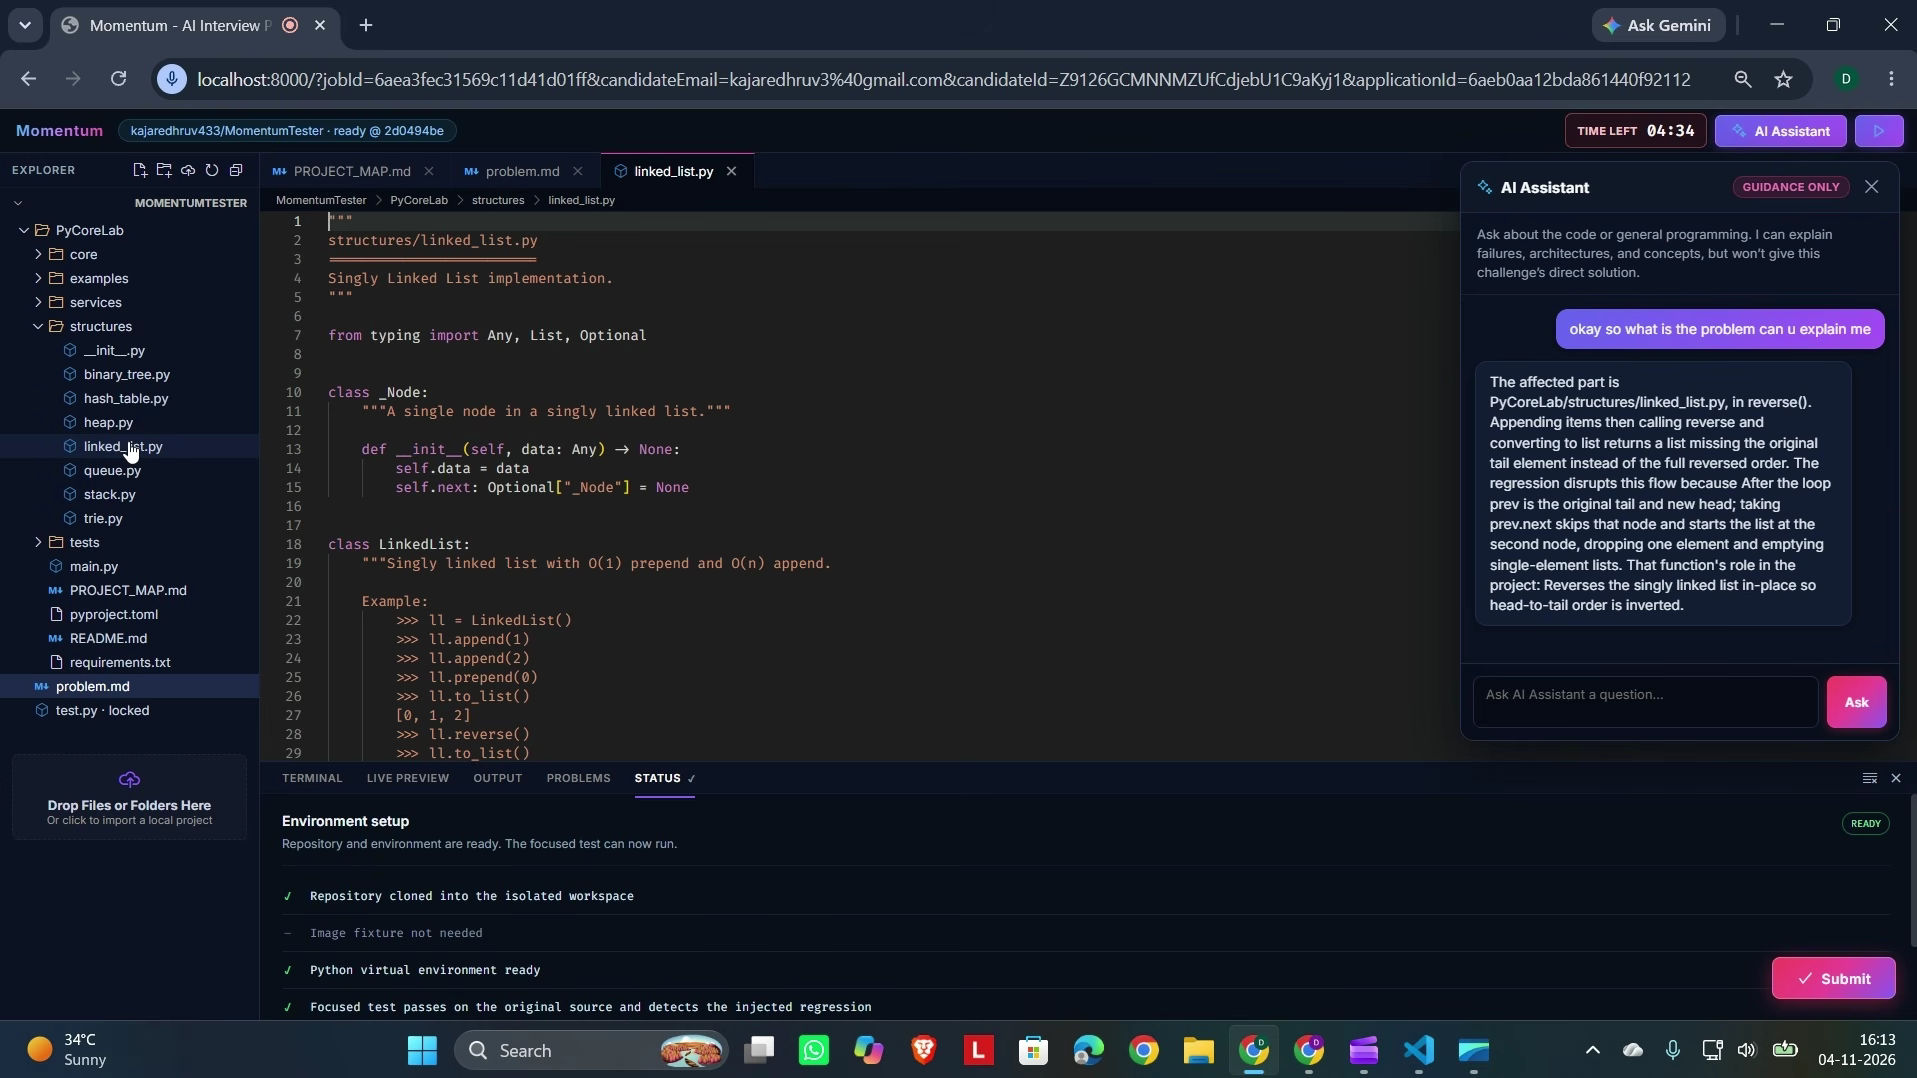 Momentum - AI Interview P
Ask Gemini
localhost:8000/?jobId=6aea3fec31569c11d41d01ff&candidateEmail=kajaredhruv3%40gmail.com&candidateId=Z9126GCMNNMZUfCdjebU1C9aKyj1&applicationId=6aeb0aa12bda861440f92112
D
Momentum
kajaredhruv433/MomentumTester · ready @ 2d0494be
TIME LEFT 04:34
AI Assistant
EXPLORER
MOMENTUMTESTER
PyCoreLab
core
examples
services
structures
__init__.py
binary_tree.py
hash_table.py
heap.py
linked_list.py
queue.py
stack.py
trie.py
tests
main.py
PROJECT_MAP.md
pyproject.toml
README.md
requirements.txt
problem.md
test.py · locked
Drop Files or Folders Here
Or click to import a local project
PROJECT_MAP.md
problem.md
linked_list.py
MomentumTester > PyCoreLab > structures > linked_list.py
1 """
2 structures/linked_list.py
3 =========================
4 Singly Linked List implementation.
5 """
6
7 from typing import Any, List, Optional
8
9
10 class _Node:
11 """A single node in a singly linked list."""
12
13 def __init__(self, data: Any) -> None:
14 self.data = data
15 self.next: Optional["_Node"] = None
16
17
18 class LinkedList:
19 """Singly linked list with O(1) prepend and O(n) append.
20
21 Example:
22 >>> ll = LinkedList()
23 >>> ll.append(1)
24 >>> ll.append(2)
25 >>> ll.prepend(0)
26 >>> ll.to_list()
27 [0, 1, 2]
28 >>> ll.reverse()
29 >>> ll.to_list()
AI Assistant
GUIDANCE ONLY
Ask about the code or general programming. I can explain
failures, architectures, and concepts, but won't give this
challenge's direct solution.
okay so what is the problem can u explain me
The affected part is
PyCoreLab/structures/linked_list.py, in reverse().
Appending items then calling reverse and
converting to list returns a list missing the original
tail element instead of the full reversed order. The
regression disrupts this flow because After the loop
prev is the original tail and new head; taking
prev.next skips that node and starts the list at the
second node, dropping one element and emptying
single-element lists. That function's role in the
project: Reverses the singly linked list in-place so
head-to-tail order is inverted.
Ask AI Assistant a question...
Ask
TERMINAL
LIVE PREVIEW
OUTPUT
PROBLEMS
STATUS ✓
Environment setup
Repository and environment are ready. The focused test can now run.
READY
✓ Repository cloned into the isolated workspace
– Image fixture not needed
✓ Python virtual environment ready
✓ Focused test passes on the original source and detects the injected regression
✓ Submit
34°C
Sunny
Search
16:13
04-11-2026